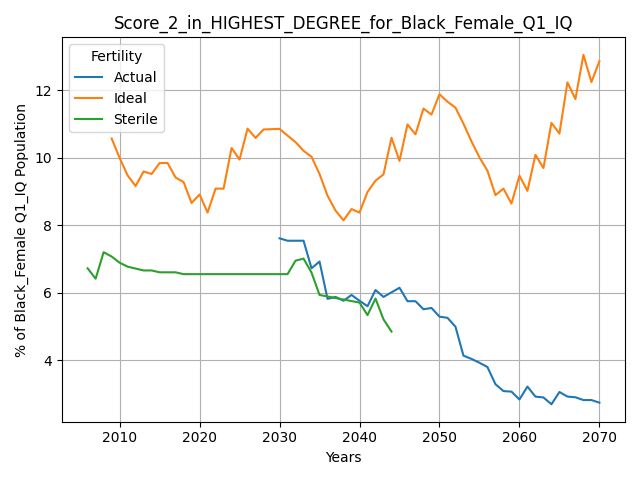 Score_2_in_HIGHEST_DEGREE_for_Black_Female_Q1_IQ
Fertility
Actual
Ideal
Sterile
% of Black_Female Q1_IQ Population
12
10
8
6
4
2010 2020 2030 2040 2050 2060 2070
Years